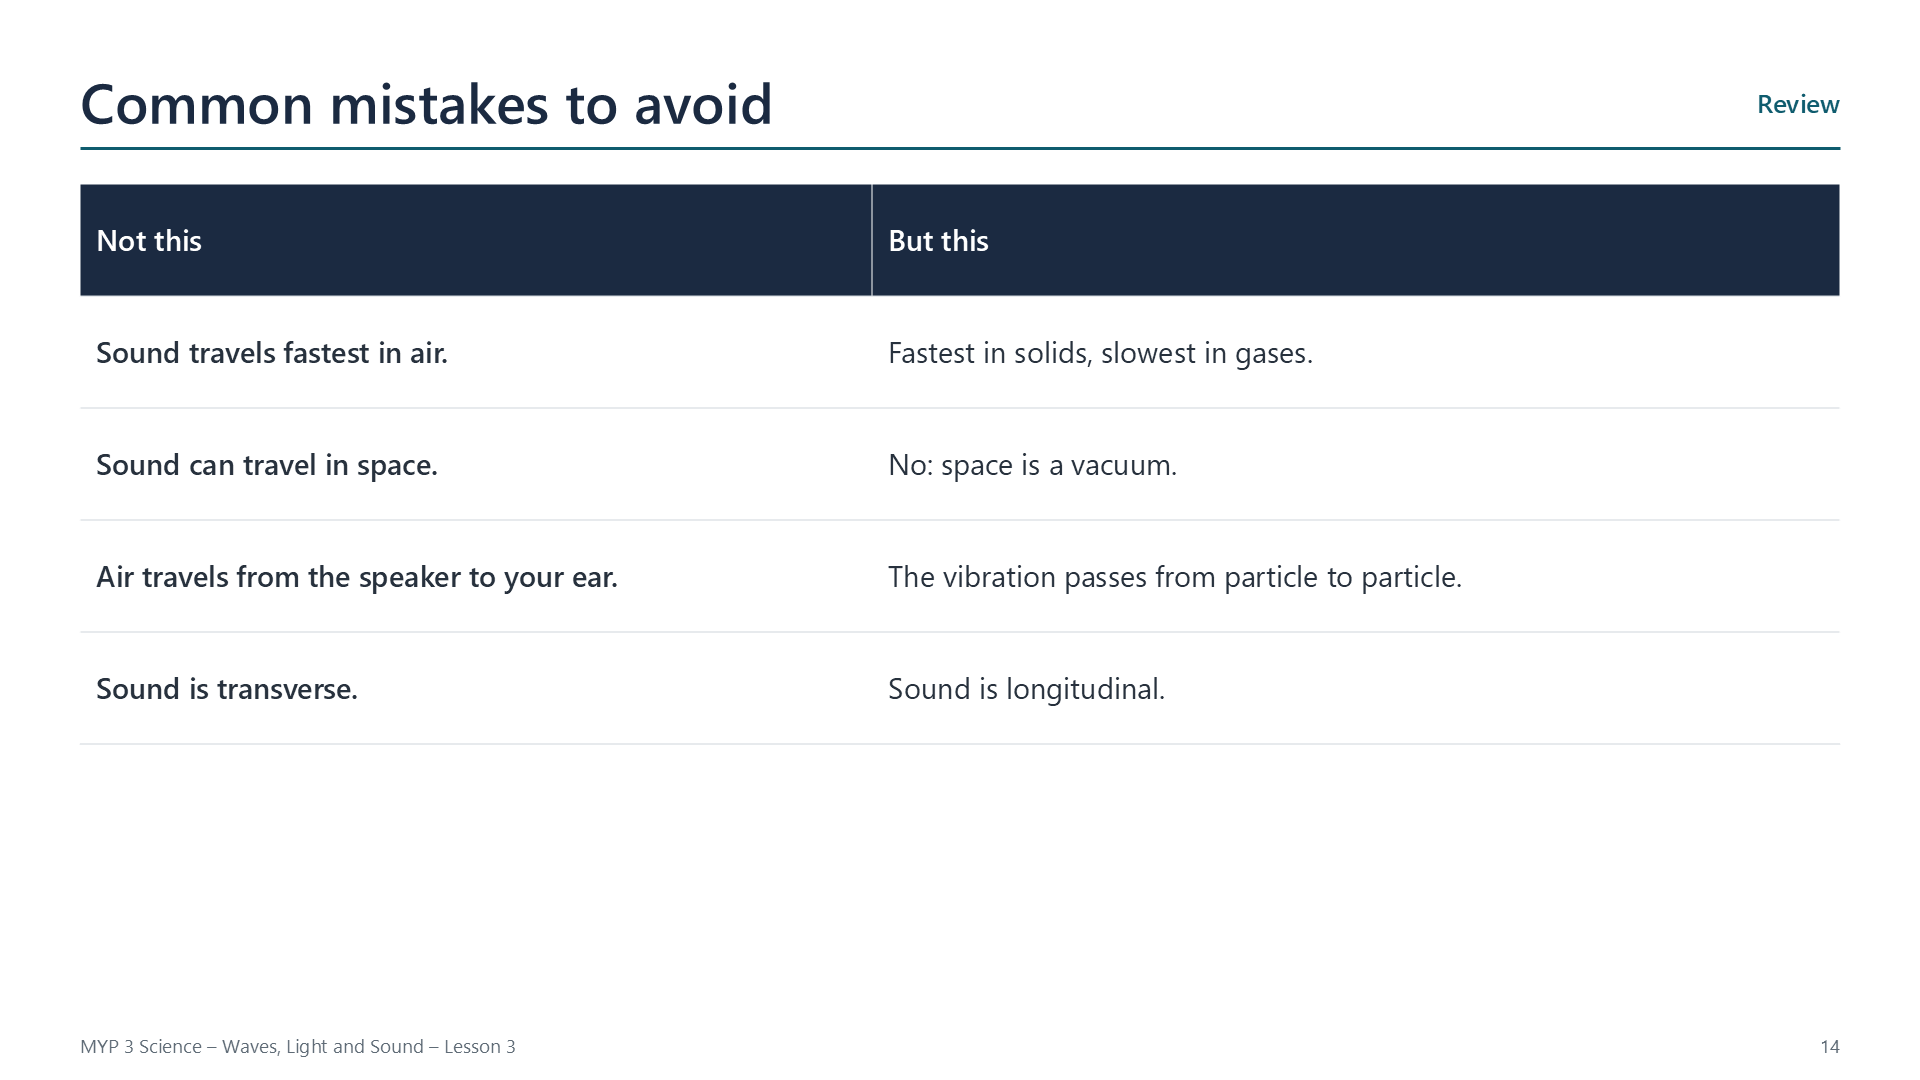 Common mistakes to avoid
Review
Not this
But this
Sound travels fastest in air.
Fastest in solids, slowest in gases.
Sound can travel in space.
No: space is a vacuum.
Air travels from the speaker to your ear.
The vibration passes from particle to particle.
Sound is transverse.
Sound is longitudinal.
MYP 3 Science – Waves, Light and Sound – Lesson 3
14